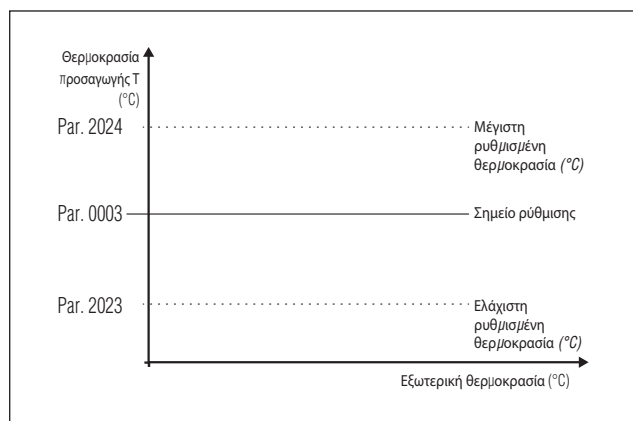 Θερμοκρασία
προσαγωγής T
(°C)
Par. 2024
Μέγιστη
ρυθμισμένη
θερμοκρασία (°C)
Par. 0003
Σημείο ρύθμισης
Par. 2023
Ελάχιστη
ρυθμισμένη
θερμοκρασία (°C)
Εξωτερική θερμοκρασία (°C)